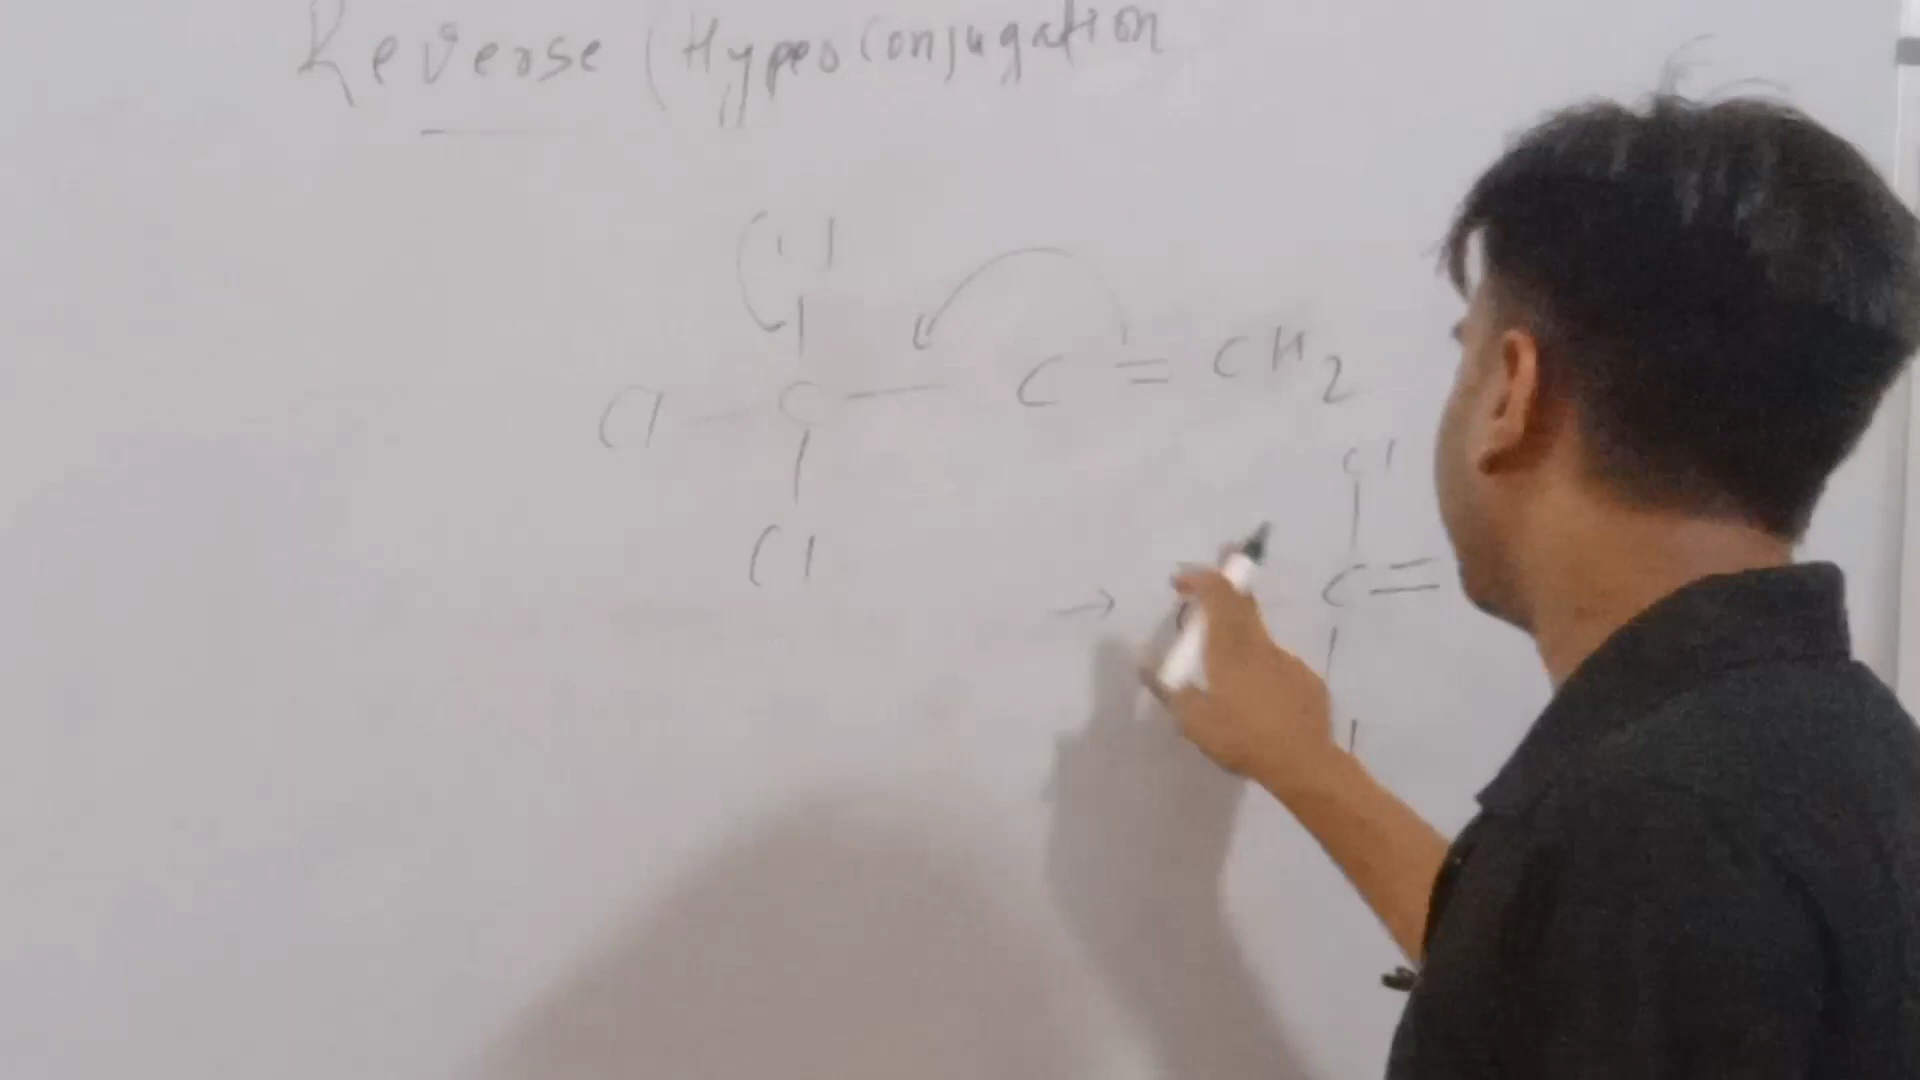 Reverse (Hyperconjugation
Cl
Cl - C - C = CH2
Cl
Cl
→ C =